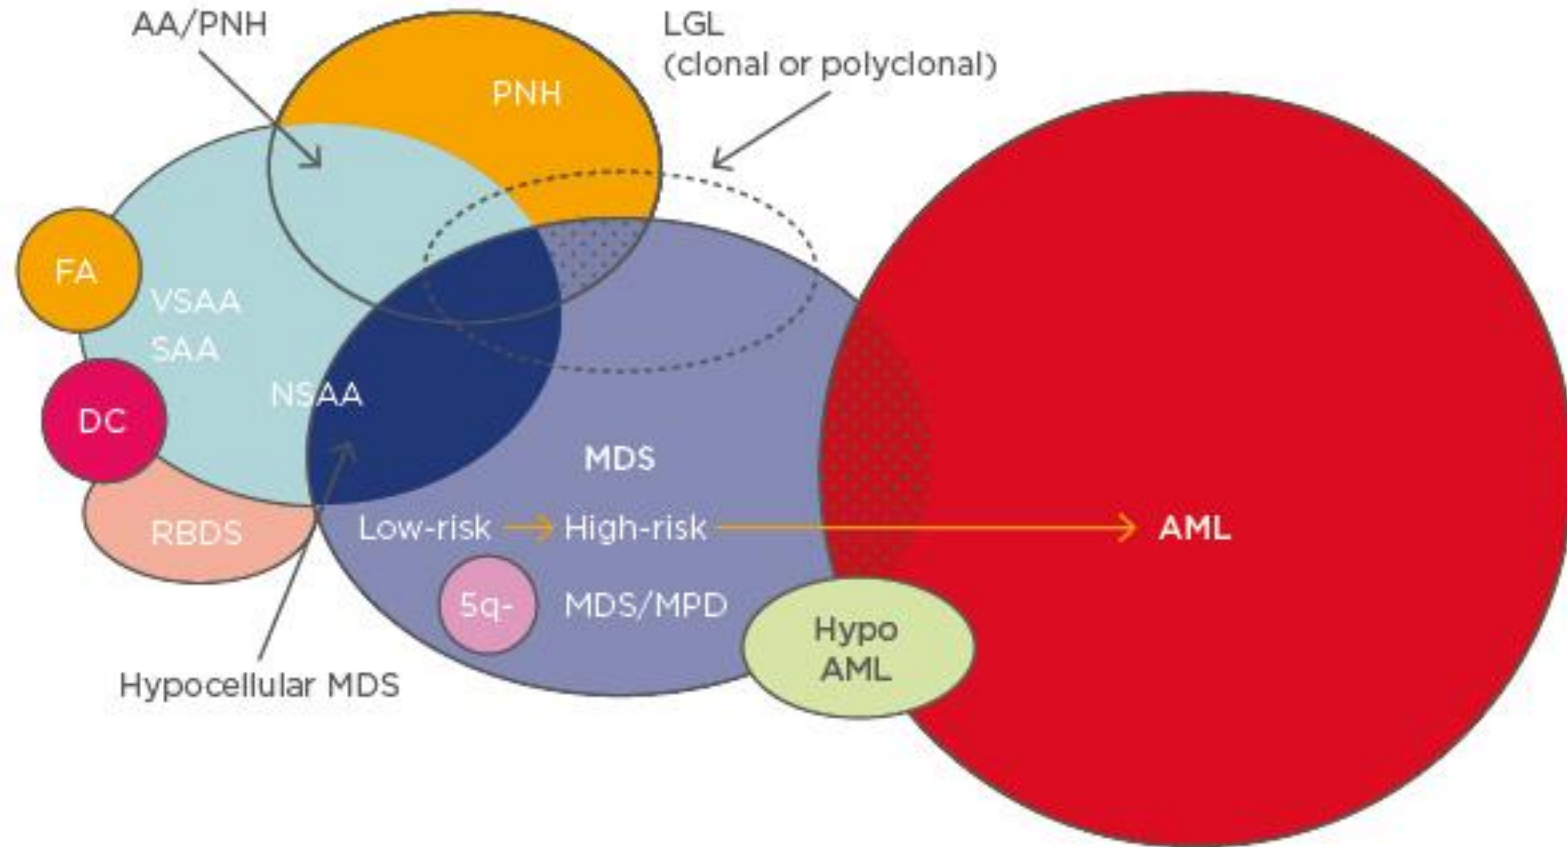 AA/PNH
LGL
(clonal or polyclonal)
PNH
FA
VSAA
SAA
NSAA
DC
MDS
RBDS
Low-risk
High-risk
AML
5q-
MDS/MPD
Hypo
AML
Hypocellular MDS